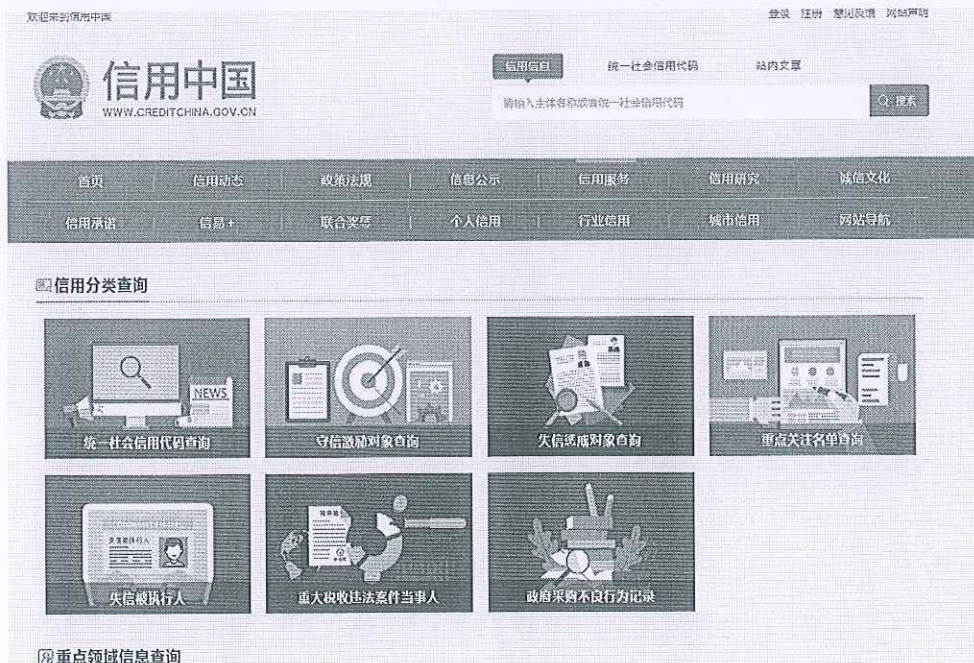 欢迎来到信用中国
登录 注册 意见反馈 网站声明
信用信息 统一社会信用代码 站内文章
信用中国
WWW.CREDITCHINA.GOV.CN
请输入主体名称或者统一社会信用代码 搜索
首页 信用动态 政策法规 信息公示 信用服务 信用研究 诚信文化
信用承诺 信易+ 联合奖惩 个人信用 行业信用 城市信用 网站导航
信用分类查询
NEWS
统一社会信用代码查询 守信激励对象查询 失信惩戒对象查询 重点关注名单查询
失信被执行人
失信被执行人 重大税收违法案件当事人 政府采购不良行为记录
重点领域信息查询